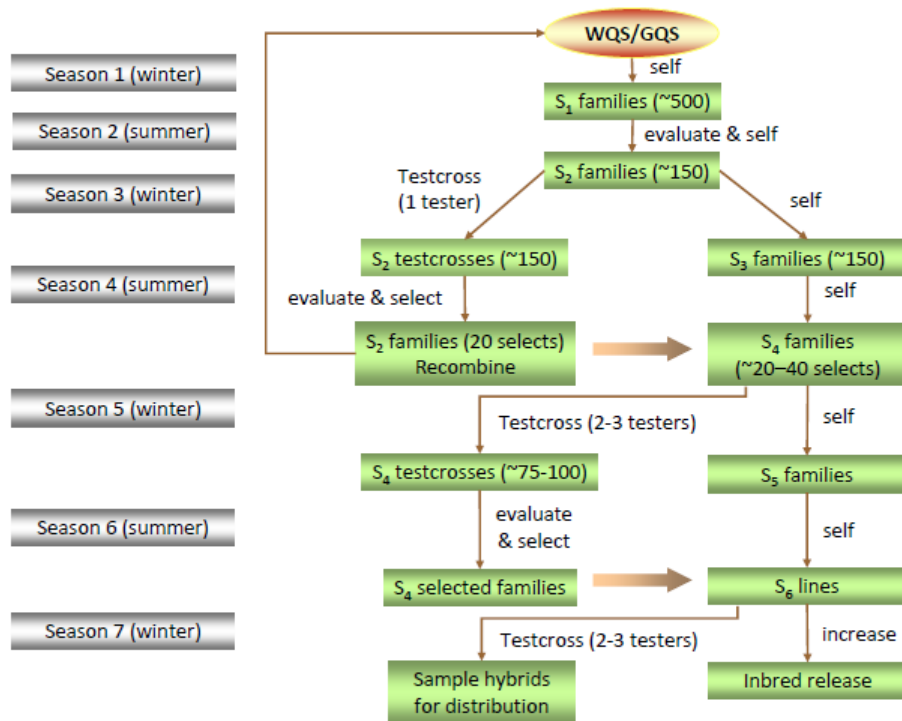 WQS/GQS
Season 1 (winter)
self
S₁ families (~500)
Season 2 (summer)
evaluate & self
S₂ families (~150)
Season 3 (winter)
Testcross
(1 tester)
self
S₂ testcrosses (~150)
S₃ families (~150)
Season 4 (summer)
evaluate & select
self
S₂ families (20 selects)
Recombine
S₄ families
(~20–40 selects)
Season 5 (winter)
Testcross (2-3 testers)
self
S₄ testcrosses (~75-100)
S₅ families
Season 6 (summer)
evaluate
& select
self
S₄ selected families
S₆ lines
Season 7 (winter)
Testcross (2-3 testers)
increase
Sample hybrids
for distribution
Inbred release